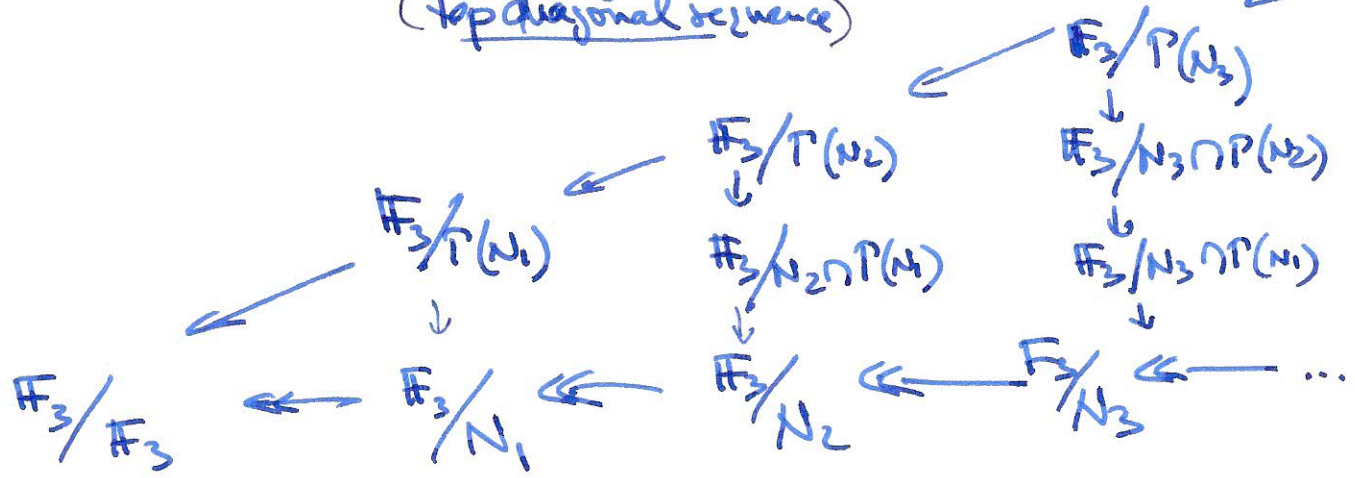 (top diagonal sequence)
𝔽₃/Γ(N₃)
𝔽₃/Γ(N₂) 𝔽₃/N₃∩Γ(N₂)
𝔽₃/Γ(N₁) 𝔽₃/N₂∩Γ(N₁) 𝔽₃/N₃∩Γ(N₁)
𝔽₃/𝔽₃ 𝔽₃/N₁ 𝔽₃/N₂ F₃/N₃ ...